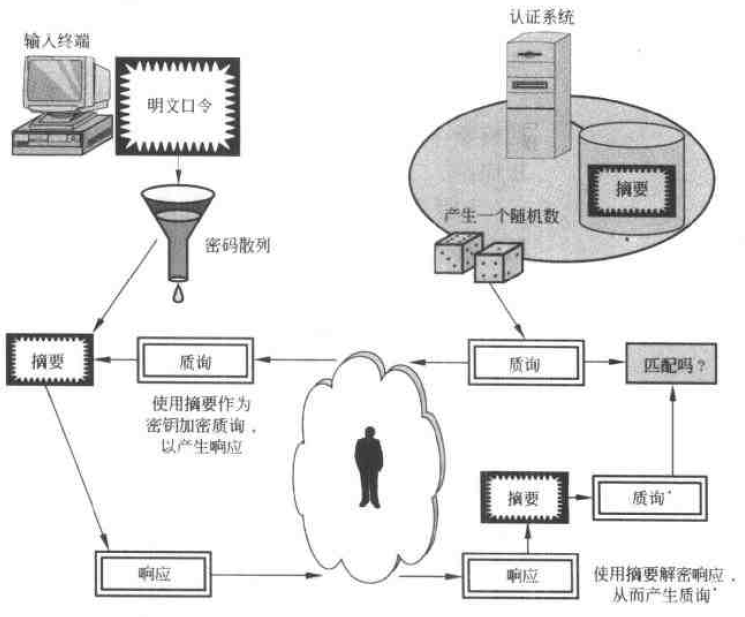 认证系统
输入终端
明文口令
摘要
产生一个随机数
密码散列
摘要
质询
质询
匹配吗?
使用摘要作为
密钥加密质询,
以产生响应
摘要
质询*
响应
响应
使用摘要解密响应,
从而产生质询*